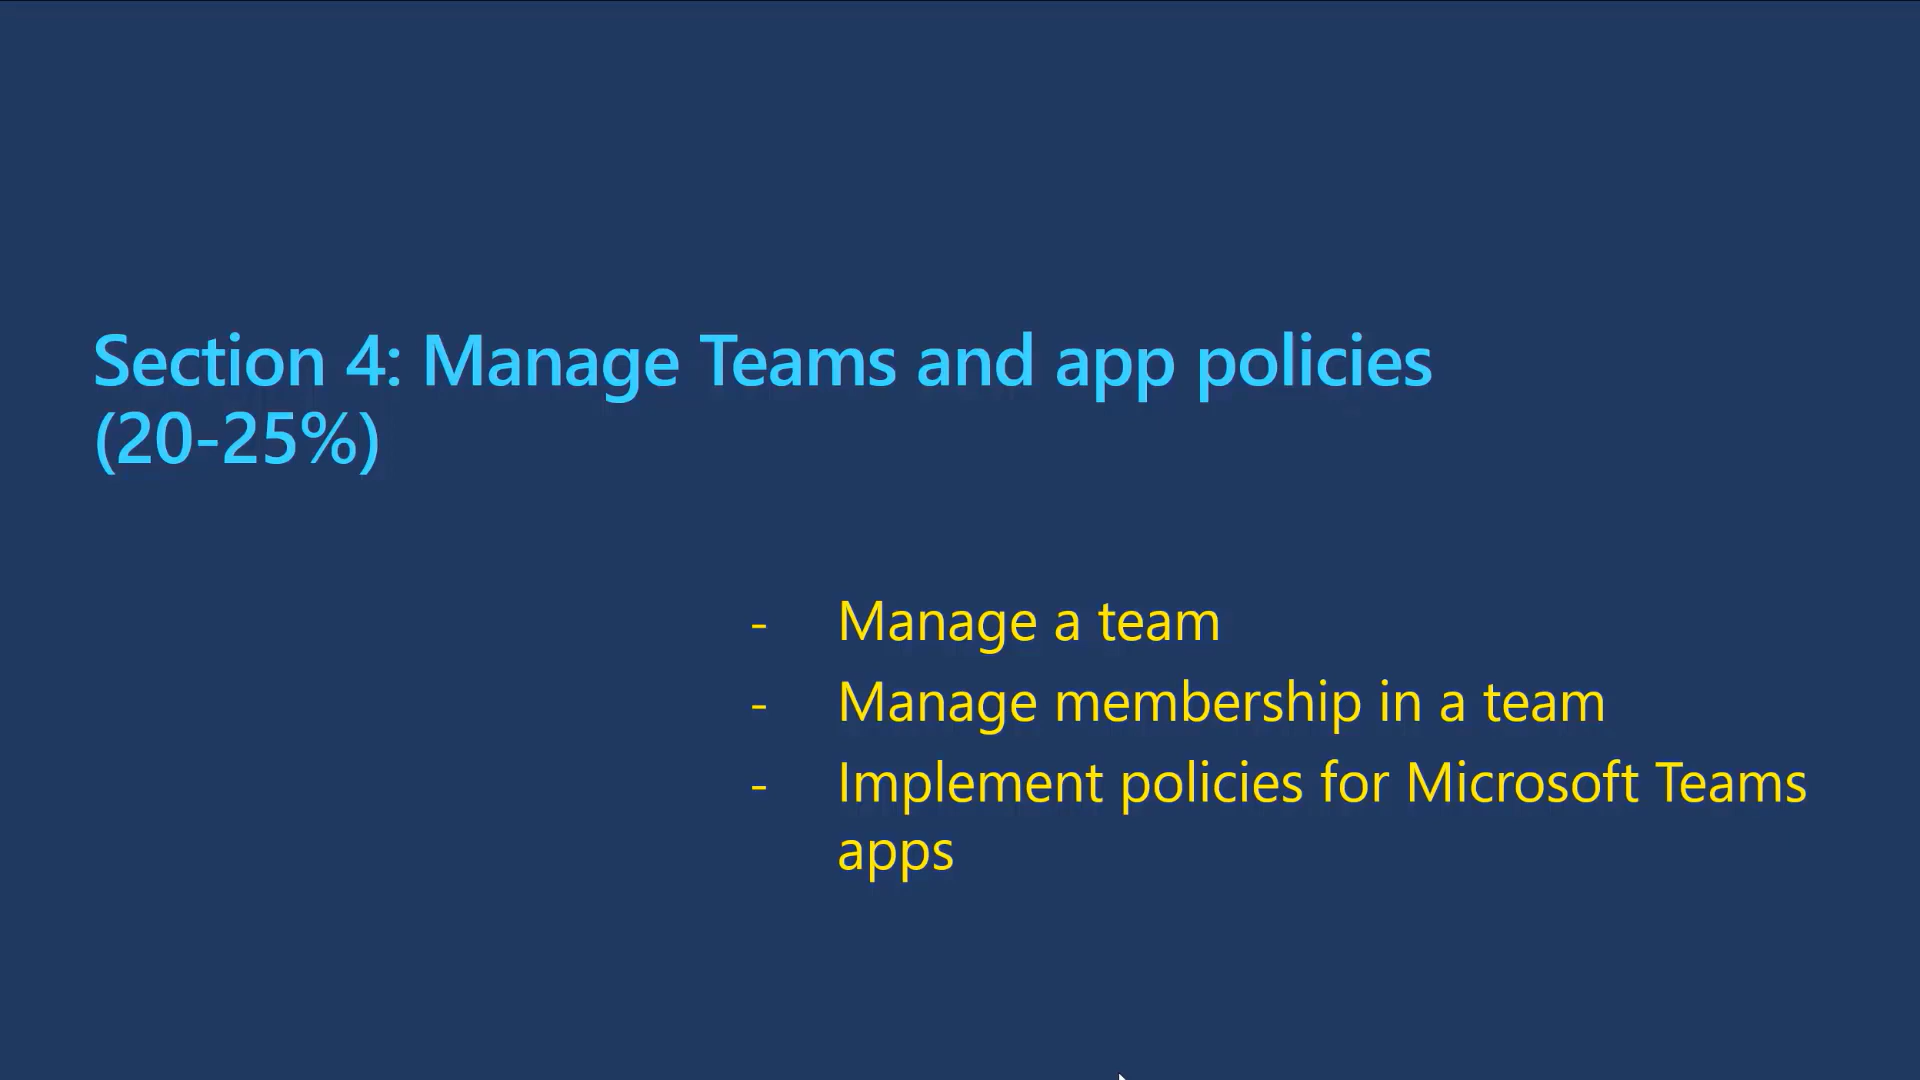 Section 4: Manage Teams and app policies
(20-25%)
- Manage a team
- Manage membership in a team
- Implement policies for Microsoft Teams
apps